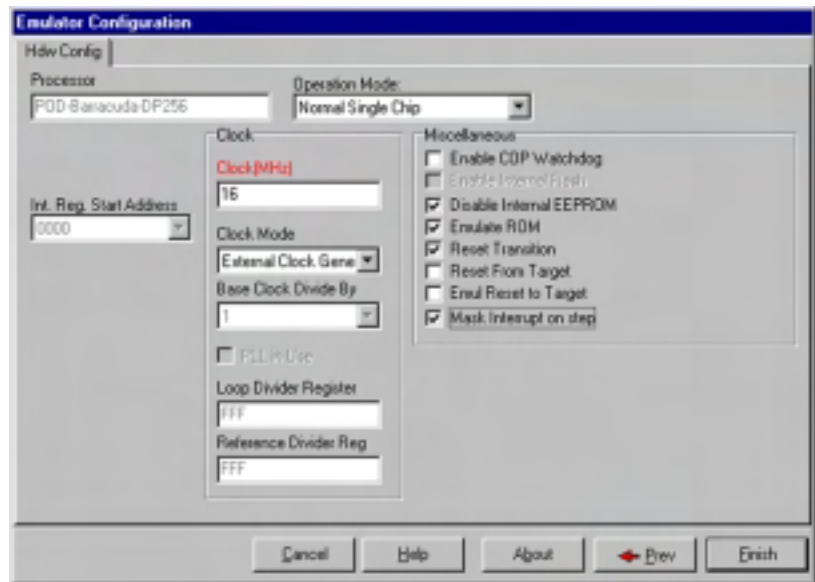 Emulator Configuration
Hdw Config
Processor
POD-Barracuda-DP256
Operation Mode:
Normal Single Chip
Int. Reg. Start Address
0000
Clock
Clock(MHz)
16
Clock Mode
External Clock Gene
Base Clock Divide By
1
PLL in Use
Loop Divider Register
FFF
Reference Divider Reg
FFF
Miscellaneous
Enable COP Watchdog
Enable Internal Flash
Disable Internal EEPROM
Emulate ROM
Reset Transition
Reset From Target
Emul Reset to Target
Mask Interrupt on step
Cancel
Help
About
Prev
Finish